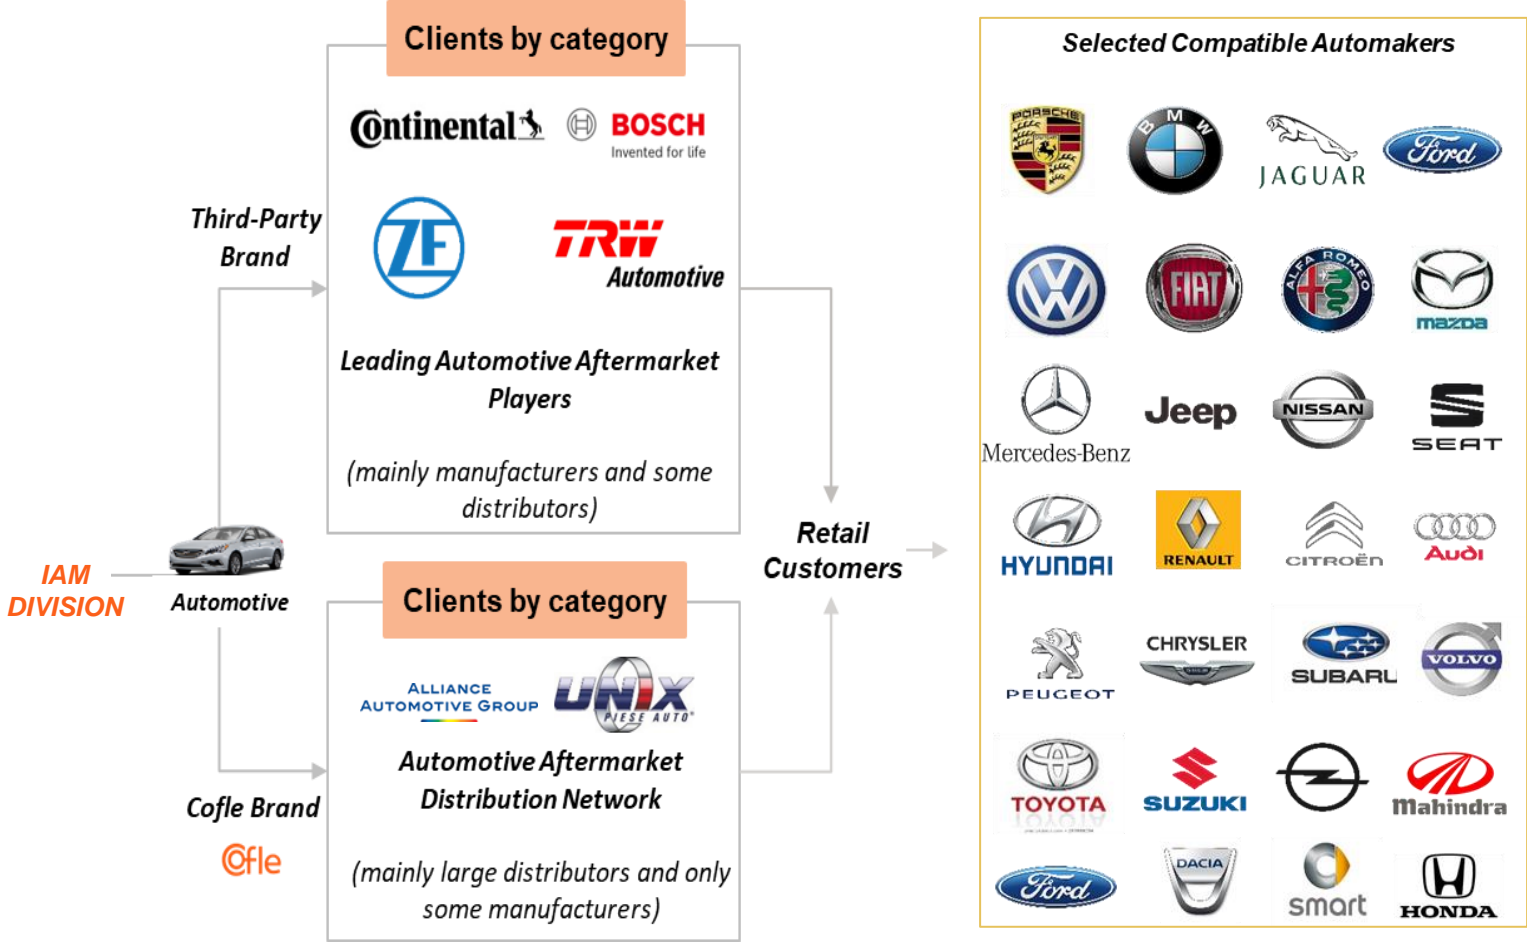 IAM
DIVISION
Automotive
Third-Party
Brand
Cofle Brand
Cofle
Clients by category
Continental
BOSCH
Invented for life
ZF
TRW
Automotive
Leading Automotive Aftermarket
Players
(mainly manufacturers and some
distributors)
Clients by category
ALLIANCE
AUTOMOTIVE GROUP
UNIX
PIESE AUTO
Automotive Aftermarket
Distribution Network
(mainly large distributors and only
some manufacturers)
Retail
Customers
Selected Compatible Automakers
PORSCHE
BMW
JAGUAR
Ford
VW
FIAT
ALFA ROMEO
mazda
Mercedes-Benz
Jeep
NISSAN
SEAT
HYUNDAI
RENAULT
CITROËN
Audi
PEUGEOT
CHRYSLER
SUBARU
VOLVO
TOYOTA
SUZUKI
Mahindra
Ford
DACIA
smart
HONDA